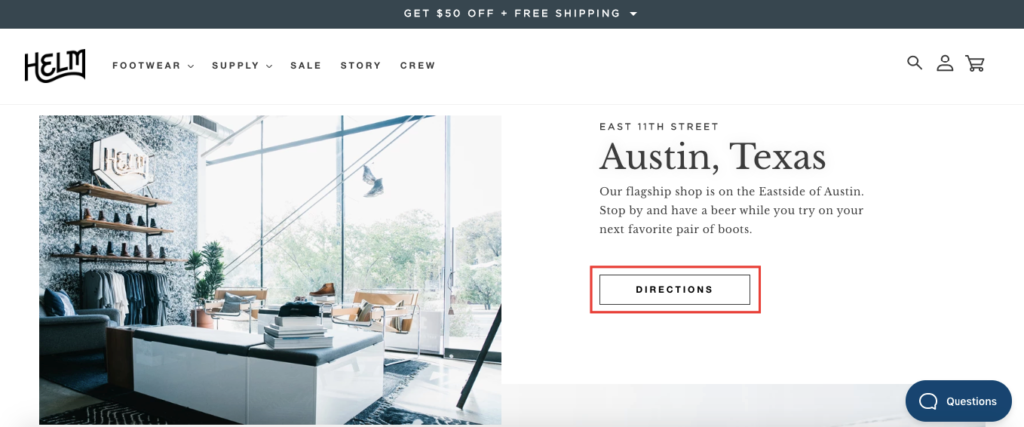 GET $50 OFF + FREE SHIPPING
HELM
FOOTWEAR
SUPPLY
SALE
STORY
CREW
HELM
EAST 11TH STREET
Austin, Texas
Our flagship shop is on the Eastside of Austin.
Stop by and have a beer while you try on your
next favorite pair of boots.
DIRECTIONS
Questions